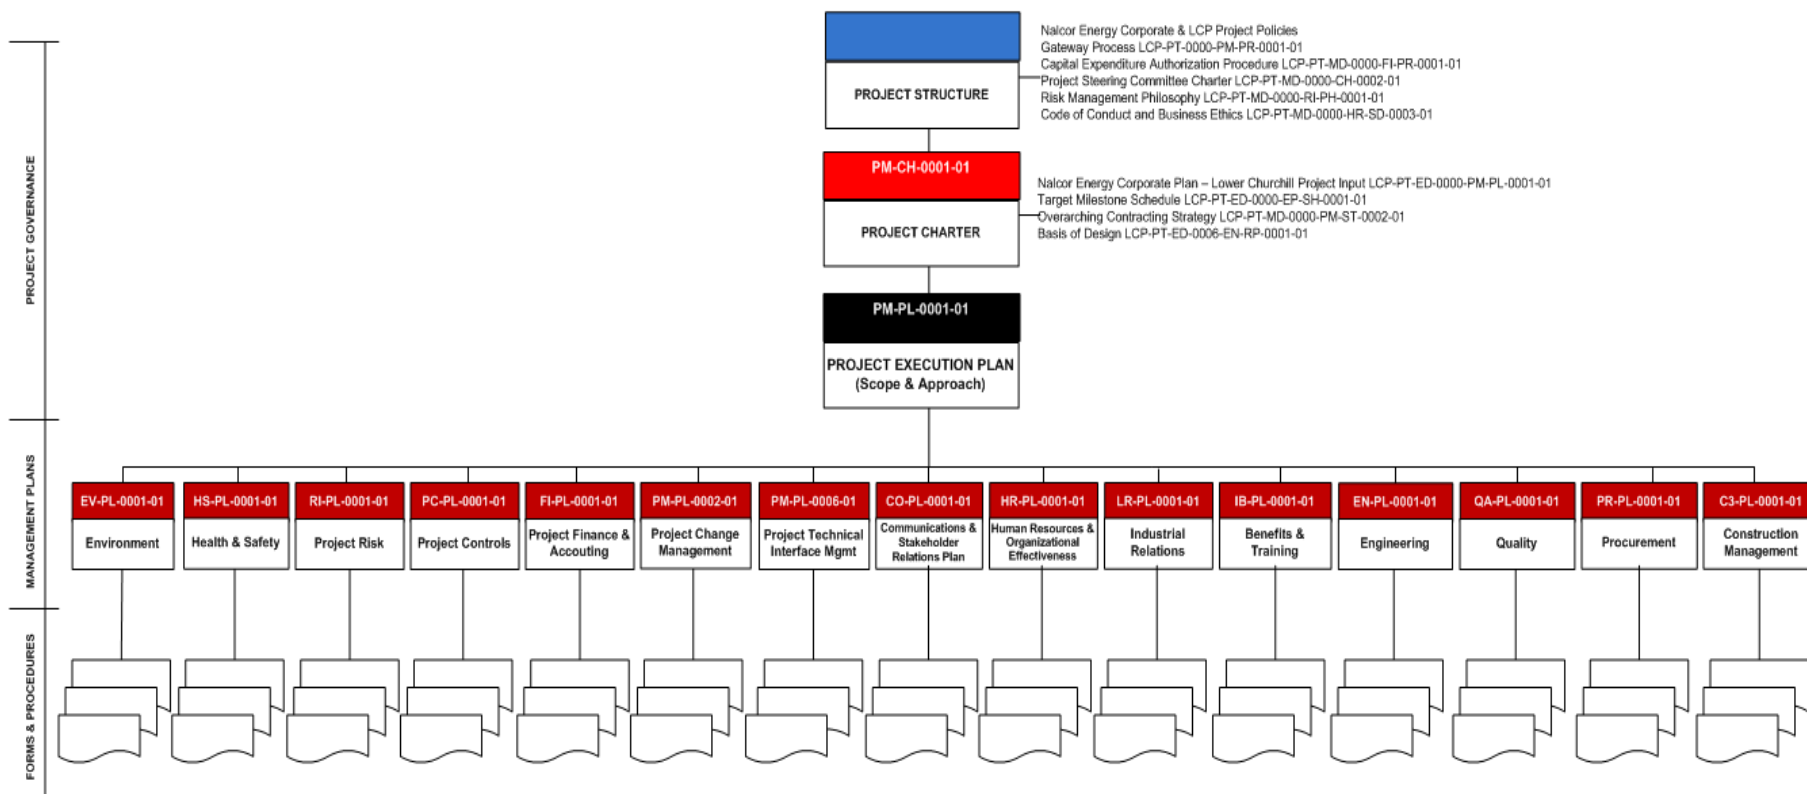 Nalcor Energy Corporate & LCP Project Policies
Gateway Process LCP-PT-0000-PM-PR-0001-01
Capital Expenditure Authorization Procedure LCP-PT-MD-0000-FI-PR-0001-01
Project Steering Committee Charter LCP-PT-MD-0000-CH-0002-01
Risk Management Philosophy LCP-PT-MD-0000-RI-PH-0001-01
Code of Conduct and Business Ethics LCP-PT-MD-0000-HR-SD-0003-01
PROJECT STRUCTURE
PROJECT GOVERNANCE
PM-CH-0001-01
PROJECT CHARTER
Nalcor Energy Corporate Plan – Lower Churchill Project Input LCP-PT-ED-0000-PM-PL-0001-01
Target Milestone Schedule LCP-PT-ED-0000-EP-SH-0001-01
Overarching Contracting Strategy LCP-PT-MD-0000-PM-ST-0002-01
Basis of Design LCP-PT-ED-0006-EN-RP-0001-01
PM-PL-0001-01
PROJECT EXECUTION PLAN
(Scope & Approach)
MANAGEMENT PLANS
EV-PL-0001-01
Environment
HS-PL-0001-01
Health & Safety
RI-PL-0001-01
Project Risk
PC-PL-0001-01
Project Controls
FI-PL-0001-01
Project Finance &
Accouting
PM-PL-0002-01
Project Change
Management
PM-PL-0006-01
Project Technical
Interface Mgmt
CO-PL-0001-01
Communications &
Stakeholder
Relations Plan
HR-PL-0001-01
Human Resources &
Organizational
Effectiveness
LR-PL-0001-01
Industrial
Relations
IB-PL-0001-01
Benefits &
Training
EN-PL-0001-01
Engineering
QA-PL-0001-01
Quality
PR-PL-0001-01
Procurement
C3-PL-0001-01
Construction
Management
FORMS & PROCEDURES